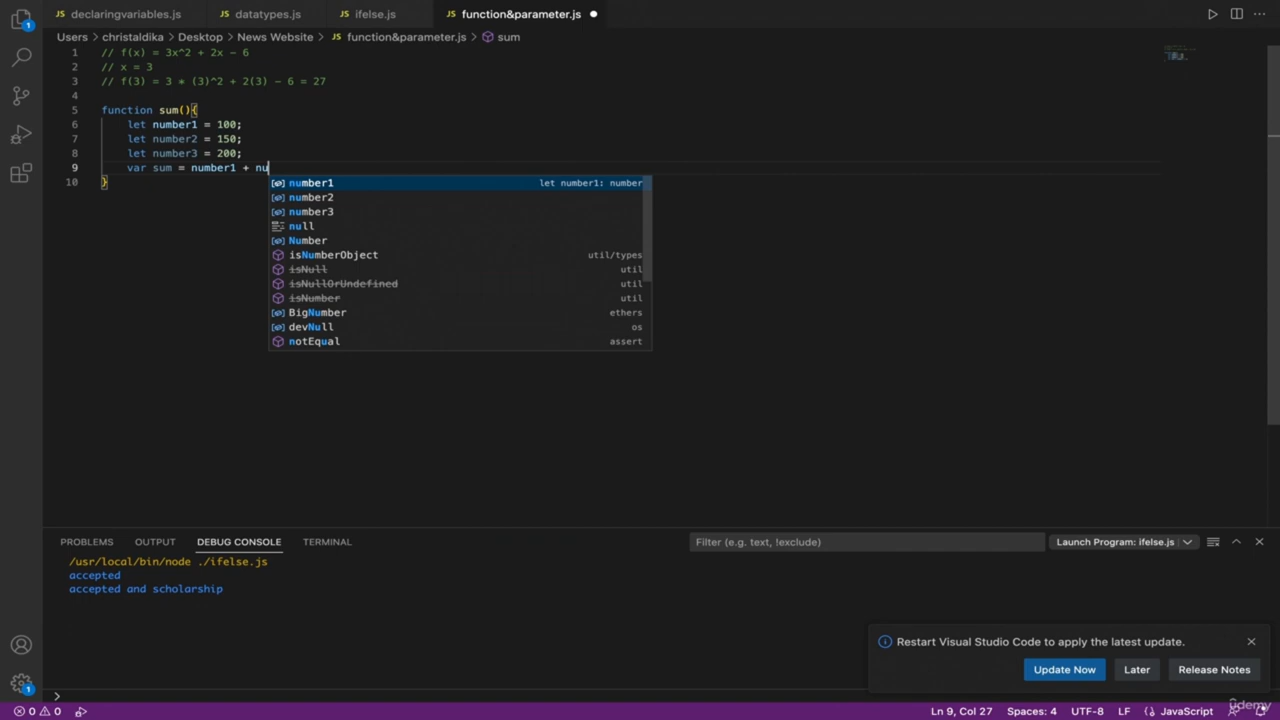 JS declaringvariables.js JS datatypes.js JS ifelse.js JS function&parameter.js
Users > christaldika > Desktop > News Website > JS function&parameter.js > sum
1 // f(x) = 3x^2 + 2x - 6
2 // x = 3
3 // f(3) = 3 * (3)^2 + 2(3) - 6 = 27
4
5 function sum(){
6 let number1 = 100;
7 let number2 = 150;
8 let number3 = 200;
9 var sum = number1 + nu
10 }
number1 let number1: number
number2
number3
null
Number
isNumberObject util/types
isNull util
isNullOrUndefined util
isNumber util
BigNumber ethers
devNull os
notEqual assert
PROBLEMS OUTPUT DEBUG CONSOLE TERMINAL Filter (e.g. text, !exclude) Launch Program: ifelse.js
/usr/local/bin/node ./ifelse.js
accepted
accepted and scholarship
Restart Visual Studio Code to apply the latest update.
Update Now Later Release Notes
>
0 0 Ln 9, Col 27 Spaces: 4 UTF-8 LF {} JavaScript
1
1
udemy